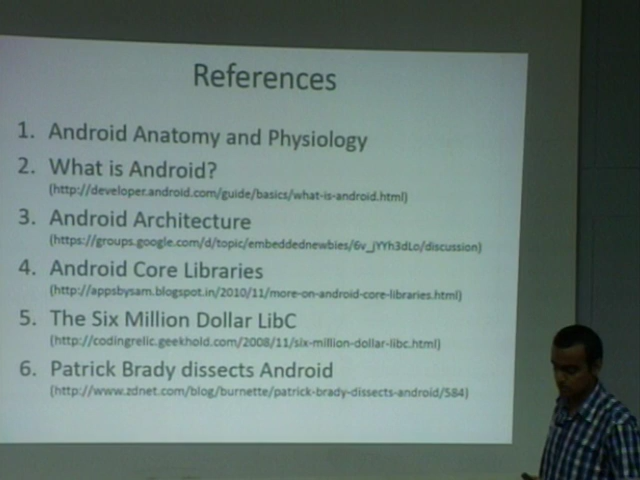 References
1. Android Anatomy and Physiology
2. What is Android?
(http://developer.android.com/guide/basics/what-is-android.html)
3. Android Architecture
(https://groups.google.com/d/topic/embeddednewbies/6v_jYYh3dLo/discussion)
4. Android Core Libraries
(http://appsbysam.blogspot.in/2010/11/more-on-android-core-libraries.html)
5. The Six Million Dollar LibC
(http://codingrelic.geekhold.com/2008/11/six-million-dollar-libc.html)
6. Patrick Brady dissects Android
(http://www.zdnet.com/blog/burnette/patrick-brady-dissects-android/584)